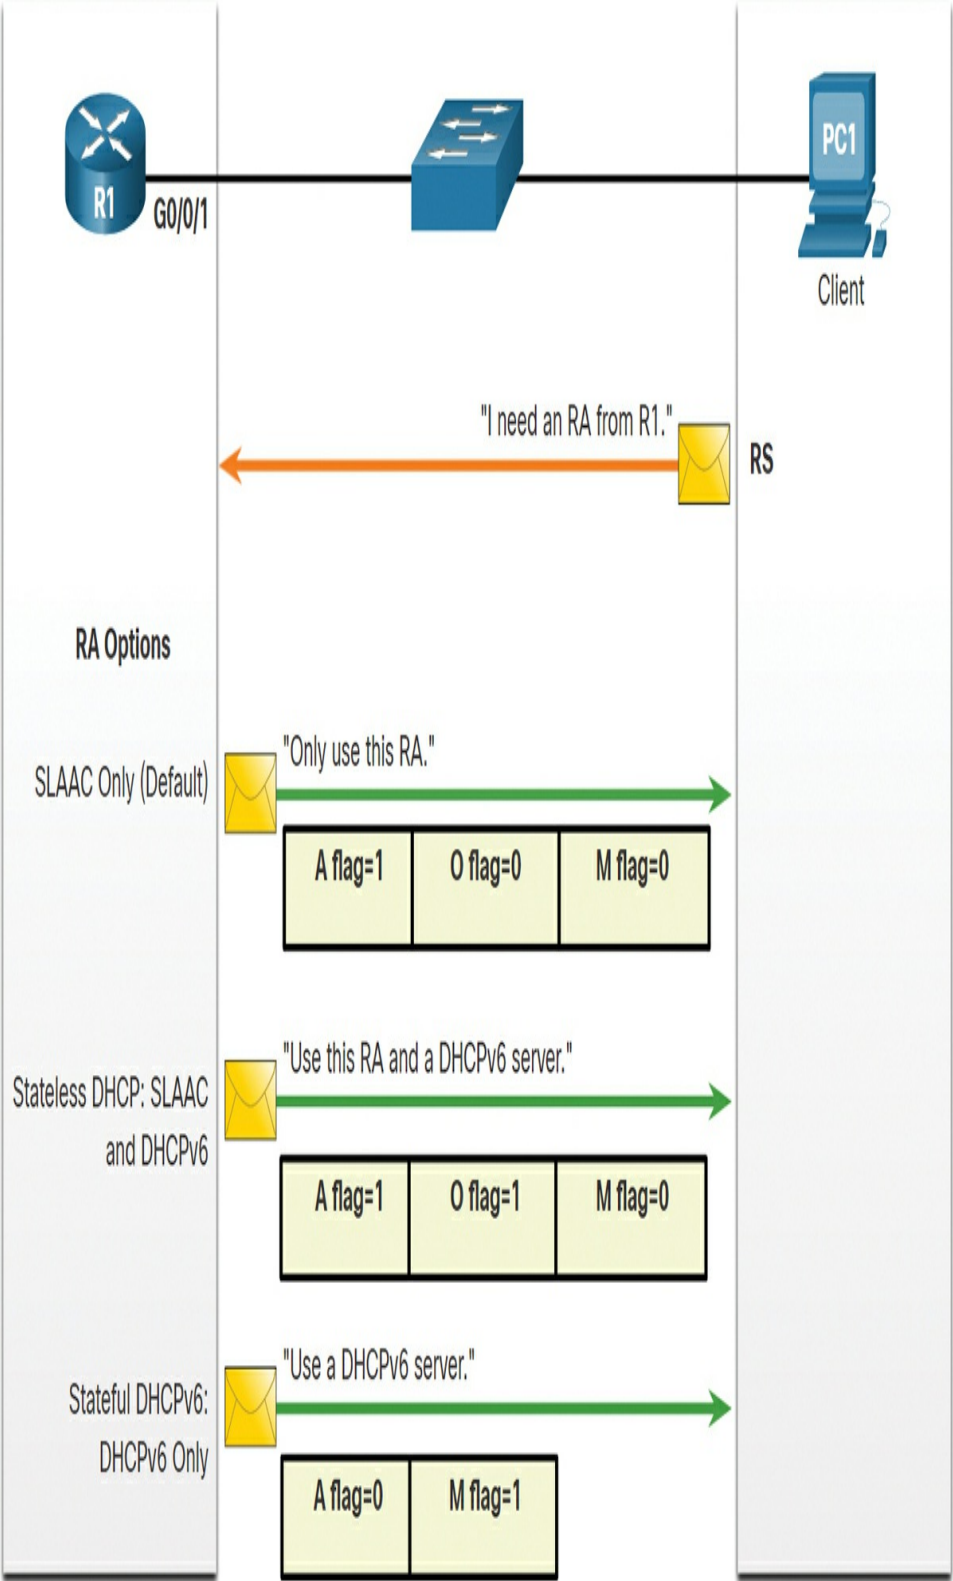 R1
G0/0/1
PC1
Client
"I need an RA from R1."
RS
RA Options
SLAAC Only (Default)
"Only use this RA."
A flag=1
O flag=0
M flag=0
Stateless DHCP: SLAAC
and DHCPv6
"Use this RA and a DHCPv6 server."
A flag=1
O flag=1
M flag=0
Stateful DHCPv6:
DHCPv6 Only
"Use a DHCPv6 server."
A flag=0
M flag=1